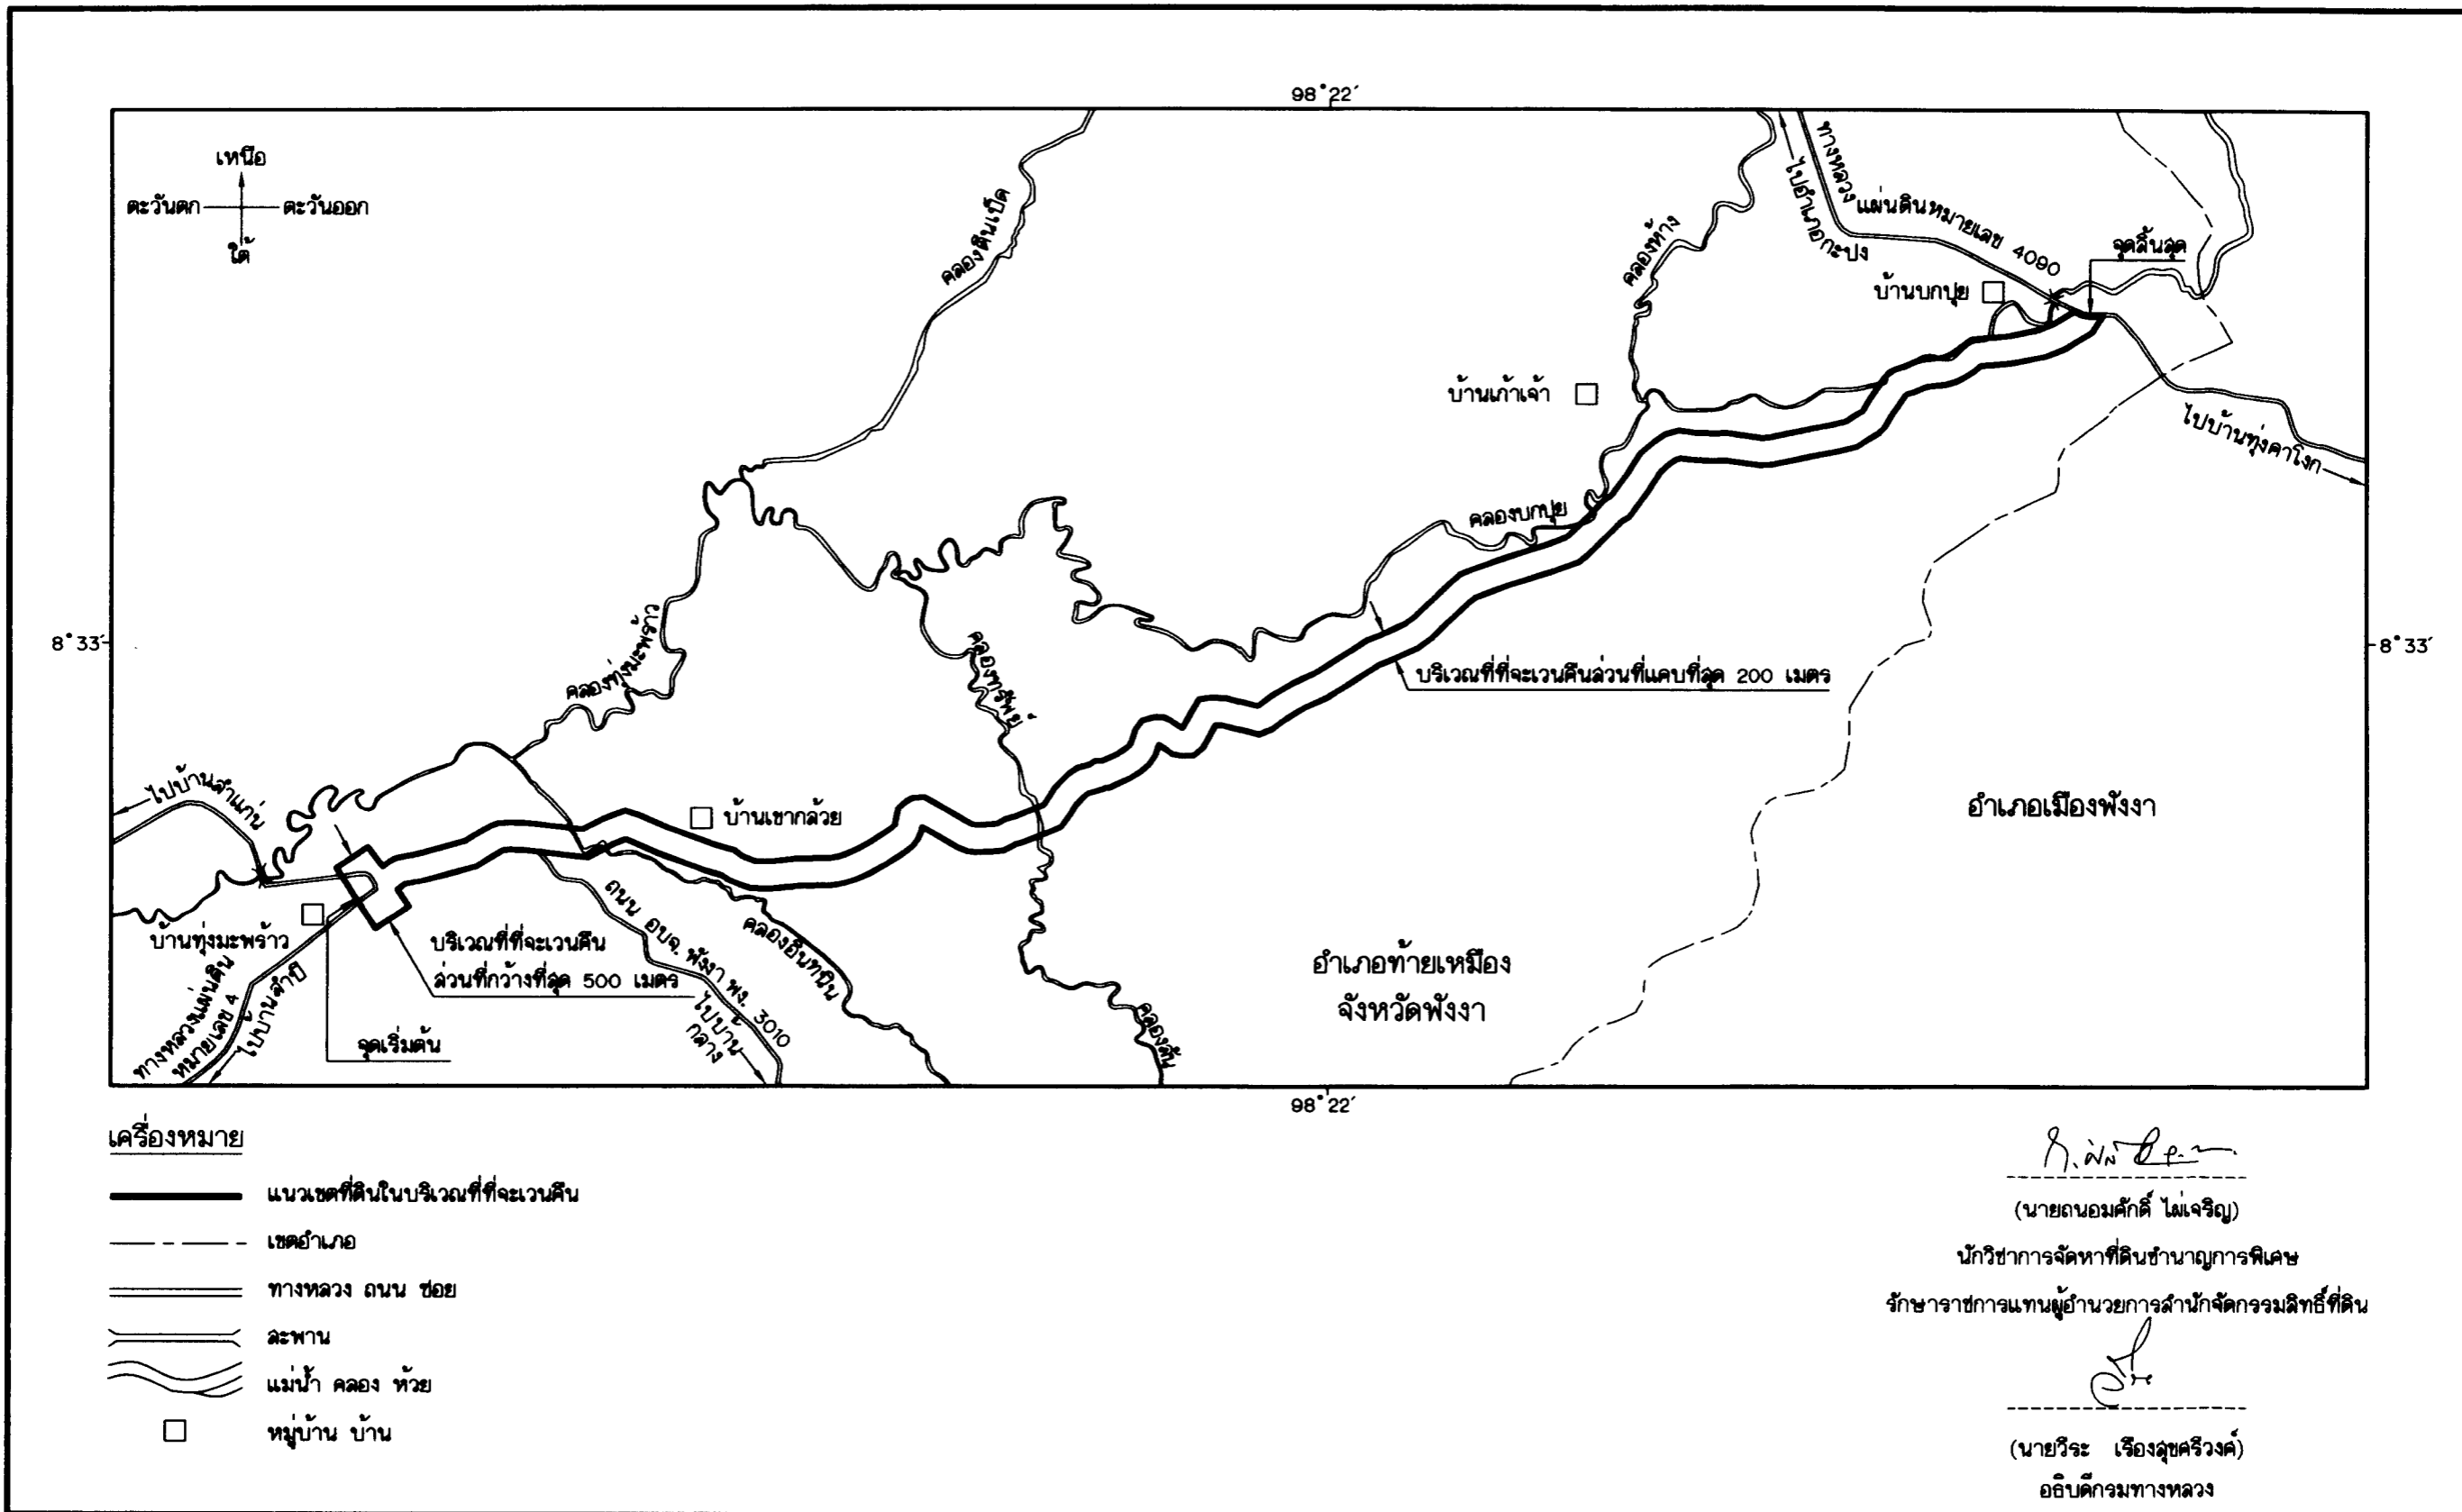 98°22′
เหนือ
ตะวันตก ตะวันออก
ใต้
คลองตีนเป็ด
คลองห้าง
ไปอำเภอกะปง
ทางหลวงแผ่นดินหมายเลข 4090
จุดสิ้นสุด
บ้านบกปุย
บ้านเก้าเจ้า
ไปบ้านทุ่งคาโงก
คลองบกปุย
8°33′
8°33′
คลองทุ่งมะพร้าว
คลองทรัพย์
บริเวณที่ที่จะเวนคืนส่วนที่แคบที่สุด 200 เมตร
ไปบ้านลำแก่น
บ้านเขากล้วย
อำเภอเมืองพังงา
บ้านทุ่งมะพร้าว
บริเวณที่ที่จะเวนคืน
ส่วนที่กว้างที่สุด 500 เมตร
ถนน อบจ. พังงา พง. 3010
คลองอินทนิน
อำเภอท้ายเหมือง
จังหวัดพังงา
ทางหลวงแผ่นดิน
หมายเลข 4
ไปบ้านลำปี
จุดเริ่มต้น
ไปบ้าน
กลาง
98°22′
เครื่องหมาย
แนวเขตที่ดินในบริเวณที่ที่จะเวนคืน
เขตอำเภอ
ทางหลวง ถนน ซอย
สะพาน
แม่น้ำ คลอง ห้วย
หมู่บ้าน บ้าน
(นายถนอมศักดิ์ ไผ่เจริญ)
นักวิชาการจัดหาที่ดินชำนาญการพิเศษ
รักษาราชการแทนผู้อำนวยการสำนักจัดกรรมสิทธิ์ที่ดิน
(นายวีระ เรืองสุขศรีวงศ์)
อธิบดีกรมทางหลวง